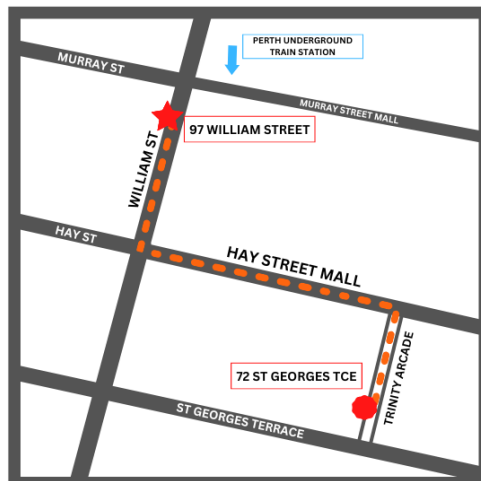 PERTH UNDERGROUND
TRAIN STATION
MURRAY ST
MURRAY STREET MALL
97 WILLIAM STREET
WILLIAM ST
HAY ST
HAY STREET MALL
72 ST GEORGES TCE
TRINITY ARCADE
ST GEORGES TERRACE